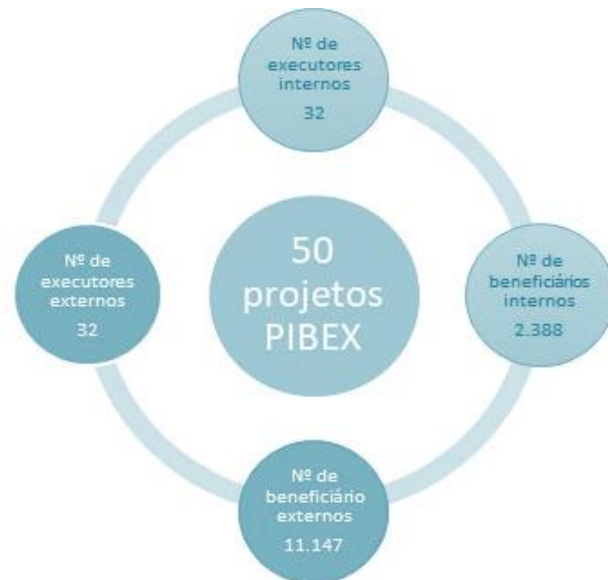 Nº de
executores
internos
32
Nº de
executores
externos
32
50
projetos
PIBEX
Nº de
beneficiários
internos
2.388
Nº de
beneficiário
externos
11.147